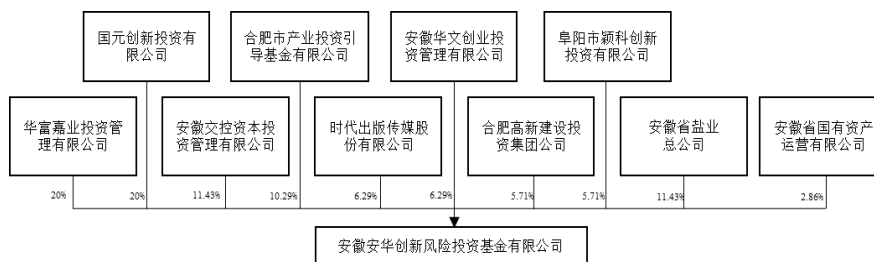 国元创新投资有
限公司
合肥市产业投资引
导基金有限公司
安徽华文创业投
资管理有限公司
阜阳市颖科创新
投资有限公司
华富嘉业投资管
理有限公司
安徽交控资本投
资管理有限公司
时代出版传媒股
份有限公司
合肥高新建设投
资集团公司
安徽省盐业
总公司
安徽省国有资产
运营有限公司
20%
20%
11.43%
10.29%
6.29%
6.29%
5.71%
5.71%
11.43%
2.86%
安徽安华创新风险投资基金有限公司